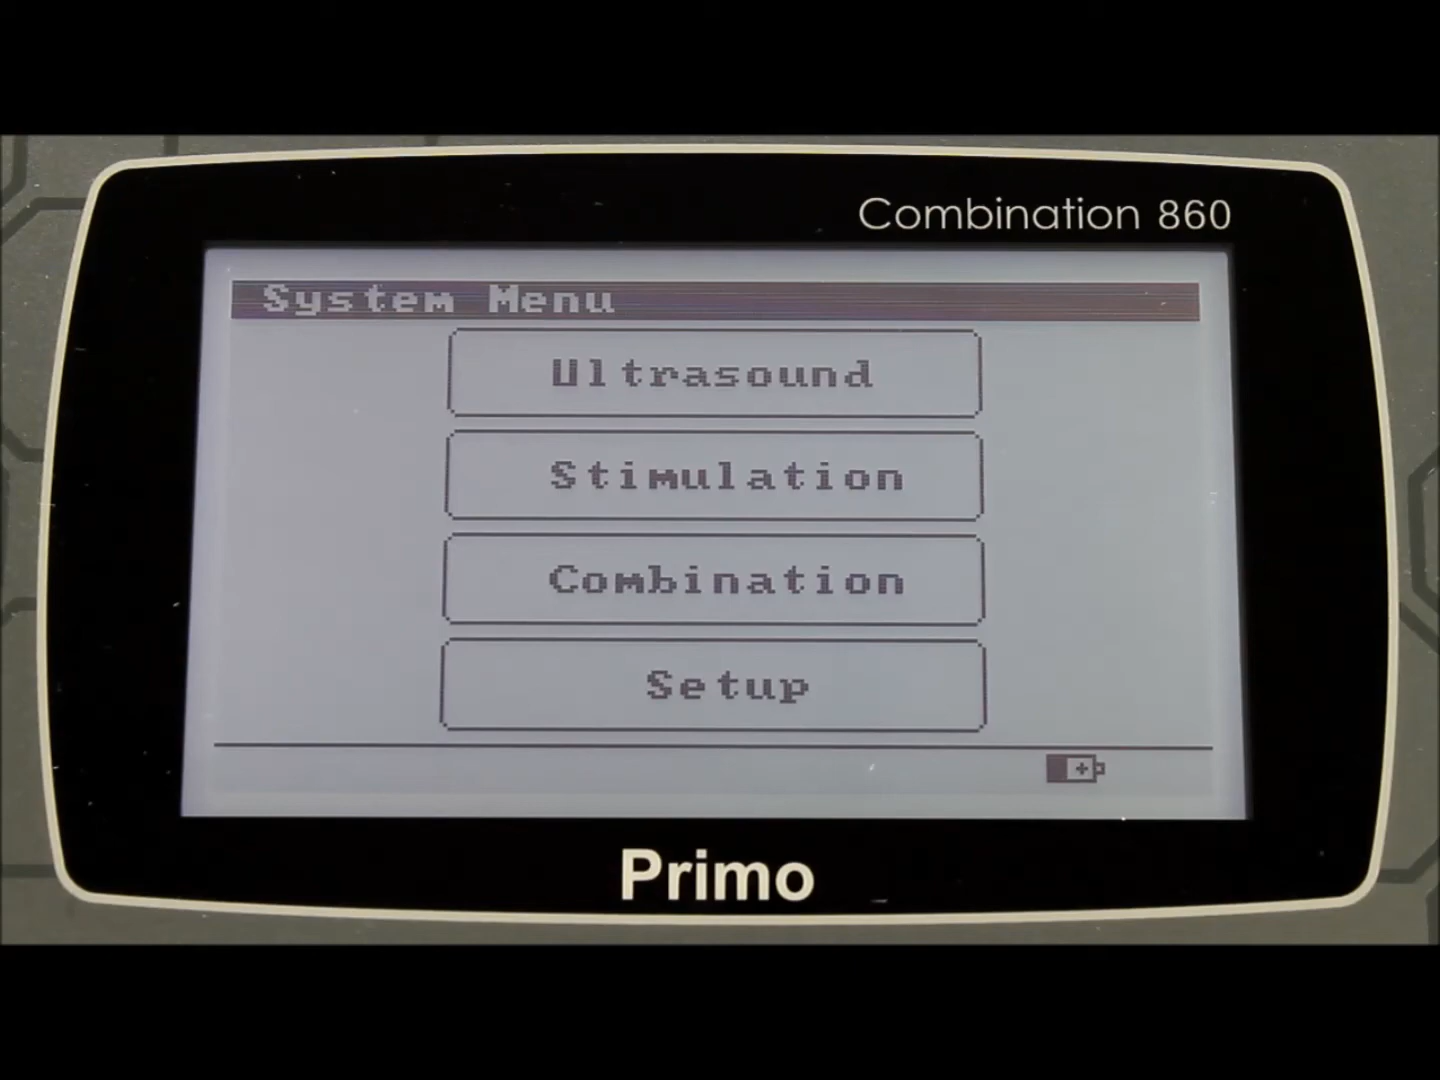 Combination 860
System Menu
Ultrasound
Stimulation
Combination
Setup
Primo